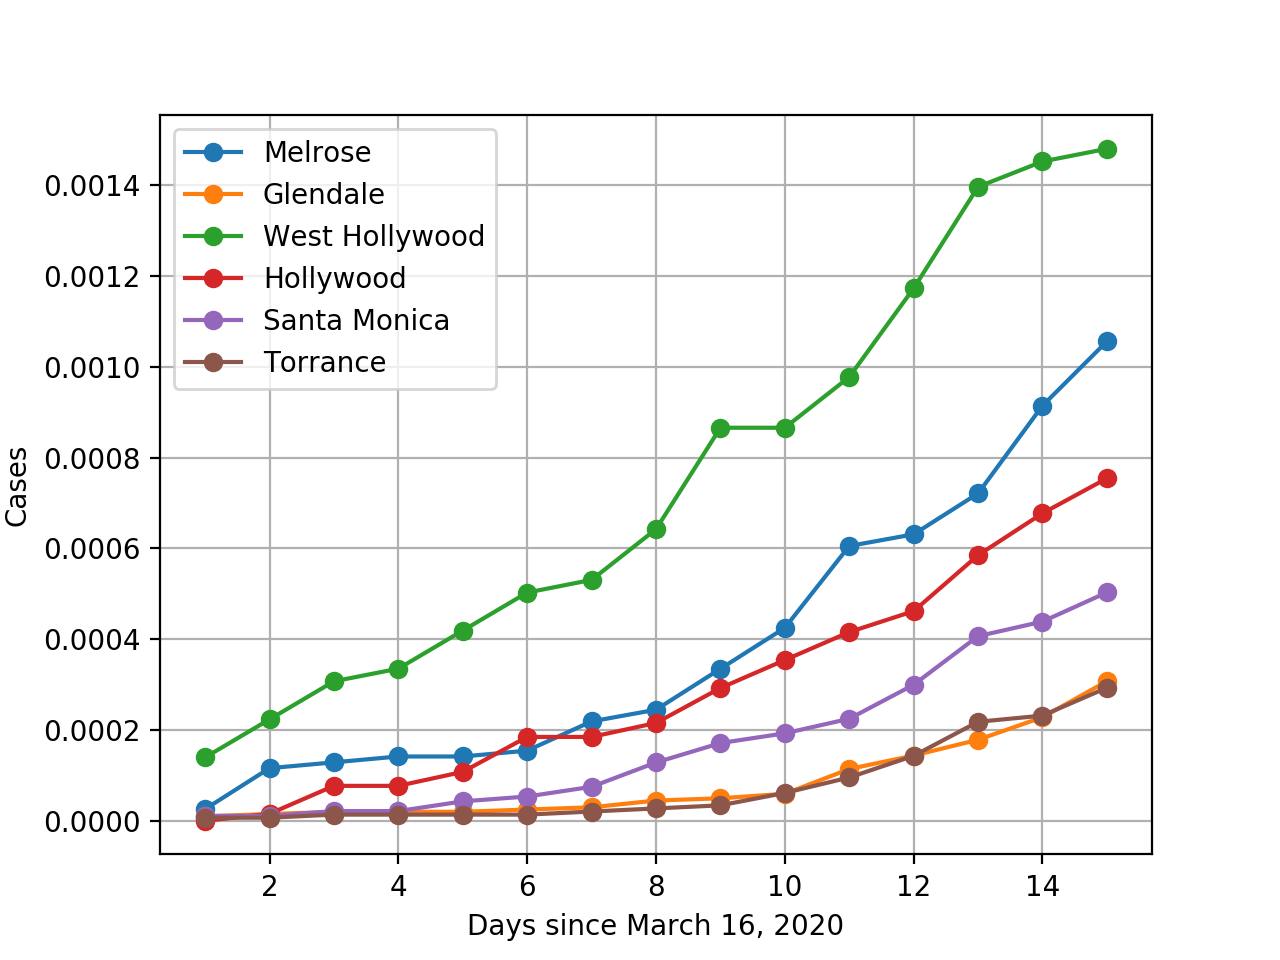 Melrose
Glendale
West Hollywood
Hollywood
Santa Monica
Torrance
0.0014
0.0012
0.0010
0.0008
0.0006
0.0004
0.0002
0.0000
Cases
2 4 6 8 10 12 14
Days since March 16, 2020